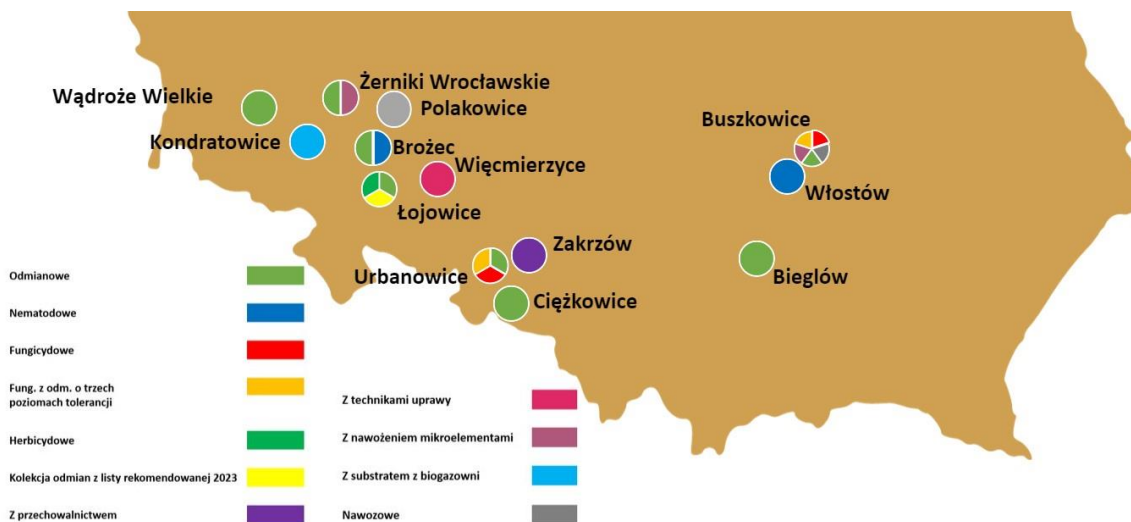 Żerniki Wrocławskie
Wądroże Wielkie
Polakowice
Buszkowice
Kondratowice
Brożec
Więcmierzyce
Włostów
Łojowice
Zakrzów
Urbanowice
Bieglów
Ciężkowice
Odmianowe
Nematodowe
Fungicydowe
Fung. z odm. o trzech
poziomach tolerancji
Herbicydowe
Kolekcja odmian z listy rekomendowanej 2023
Z przechowalnictwem
Z technikami uprawy
Z nawożeniem mikroelementami
Z substratem z biogazowni
Nawozowe